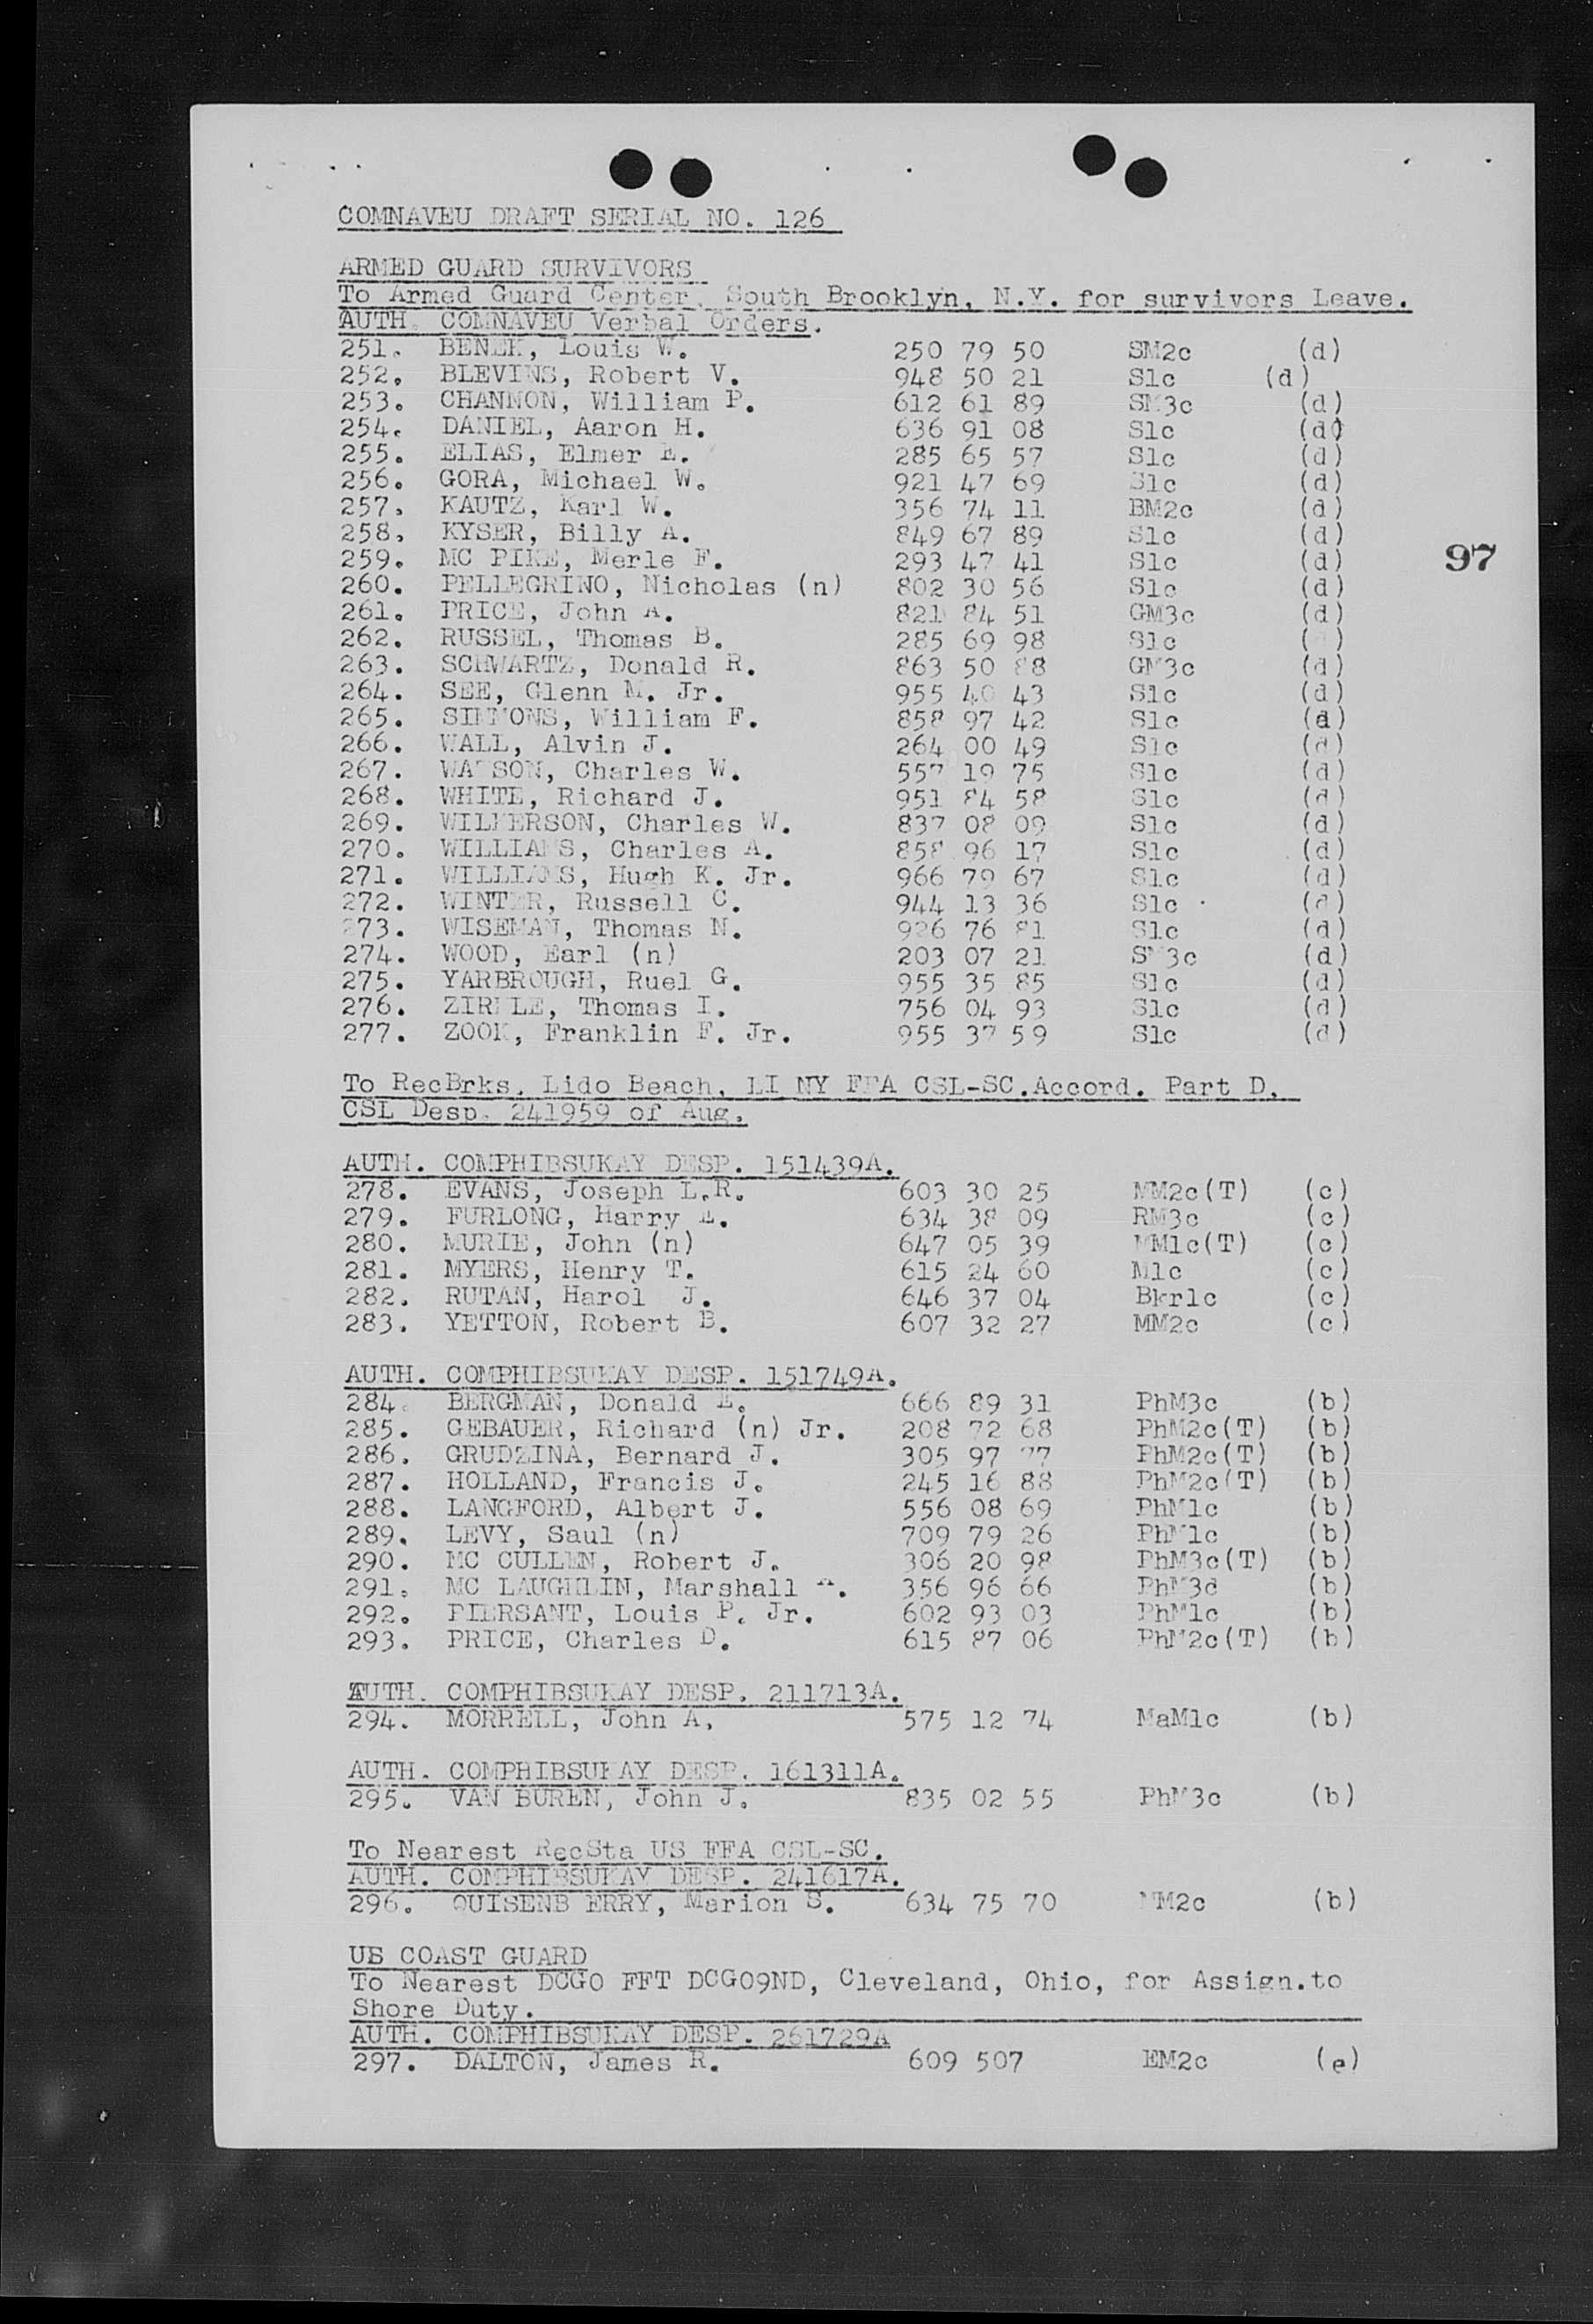 COMNAVEU DRAFT SERIAL NO. 126
ARMED GUARD SURVIVORS
To Armed Guard Center, South Brooklyn, N.Y. for survivors Leave.
AUTH. COMNAVEU Verbal Orders.
251. BENEK, Louis W. 250 79 50 SM2c (d)
252. BLEVINS, Robert V. 948 50 21 S1c (d)
253. CHANNON, William P. 612 61 89 SM3c (d)
254. DANIEL, Aaron H. 636 91 08 S1c (d)
255. ELIAS, Elmer E. 285 65 57 S1c (d)
256. GORA, Michael W. 921 47 69 S1c (d)
257. KAUTZ, Karl W. 356 74 11 BM2c (d)
258. KYSER, Billy A. 849 67 89 S1c (d)
259. MC PIKE, Merle F. 293 47 41 S1c (d)
97
260. PELLEGRINO, Nicholas (n) 802 30 56 S1c (d)
261. PRICE, John A. 821 84 51 GM3c (d)
262. RUSSEL, Thomas B. 285 69 98 S1c ( )
263. SCHWARTZ, Donald R. 863 50 88 GM3c (d)
264. SEE, Glenn M. Jr. 955 40 43 S1c (d)
265. SIMMONS, William F. 858 97 42 S1c (d)
266. WALL, Alvin J. 264 00 49 S1c (d)
267. WATSON, Charles W. 557 19 75 S1c (d)
268. WHITE, Richard J. 951 84 58 S1c (d)
269. WILKERSON, Charles W. 837 08 09 S1c (d)
270. WILLIAMS, Charles A. 858 96 17 S1c (d)
271. WILLIAMS, Hugh K. Jr. 966 79 67 S1c (d)
272. WINTER, Russell C. 944 13 36 S1c (d)
273. WISEMAN, Thomas N. 926 76 81 S1c (d)
274. WOOD, Earl (n) 203 07 21 SM3c (d)
275. YARBROUGH, Ruel G. 955 35 85 S1c (d)
276. ZIRKLE, Thomas I. 756 04 93 S1c (d)
277. ZOOK, Franklin F. Jr. 955 37 59 S1c (d)
To RecBrks. Lido Beach, LI NY FFA CSL-SC.Accord. Part D,
CSL Desp. 241959 of Aug.
AUTH. COMPHIBSUKAY DESP. 151439A.
278. EVANS, Joseph L.R. 603 30 25 MM2c(T) (c)
279. FURLONG, Harry E. 634 38 09 RM3c (c)
280. MURIE, John (n) 647 05 39 MM1c(T) (c)
281. MYERS, Henry T. 615 24 60 M1c (c)
282. RUTAN, Harol J. 646 37 04 Bkr1c (c)
283. YETTON, Robert B. 607 32 27 MM2c (c)
AUTH. COMPHIBSUKAY DESP. 151749A.
284. BERGMAN, Donald E. 666 89 31 PhM3c (b)
285. GEBAUER, Richard (n) Jr. 208 72 68 PhM2c(T) (b)
286. GRUDZINA, Bernard J. 305 97 77 PhM2c(T) (b)
287. HOLLAND, Francis J. 245 16 88 PhM2c(T) (b)
288. LANGFORD, Albert J. 556 08 69 PhM1c (b)
289. LEVY, Saul (n) 709 79 26 PhM1c (b)
290. MC CULLEN, Robert J. 306 20 98 PhM3c(T) (b)
291. MC LAUGHLIN, Marshall 356 96 66 PhM3d (b)
292. PIERSANT, Louis P. Jr. 602 93 03 PhM1c (b)
293. PRICE, Charles D. 615 87 06 PhM2c(T) (b)
AUTH. COMPHIBSUKAY DESP. 211713A.
294. MORRELL, John A. 575 12 74 MaM1c (b)
AUTH. COMPHIBSUKAY DESP. 161311A.
295. VAN BUREN, John J. 835 02 55 PhM3c (b)
To Nearest RecSta US FFA CSL-SC.
AUTH. COMPHIBSUKAY DESP. 241617A.
296. QUISENB ERRY, Marion S. 634 75 70 MM2c (b)
US COAST GUARD
To Nearest DCGO FFT DCGO9ND, Cleveland, Ohio, for Assign.to
Shore Duty.
AUTH. COMPHIBSUKAY DESP. 261729A
297. DALTON, James R. 609 507 EM2c (e)